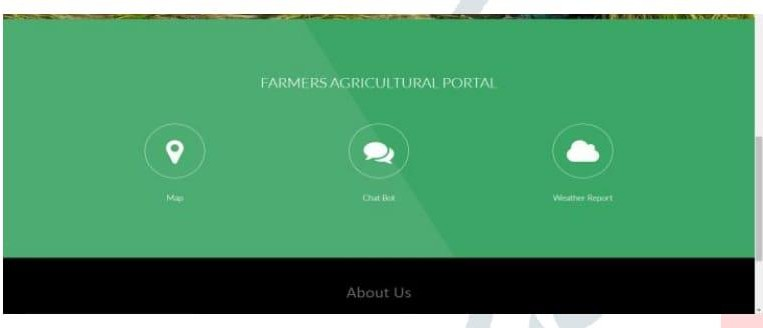 FARMERS AGRICULTURAL PORTAL
Map
Chat Bot
Weather Report
About Us